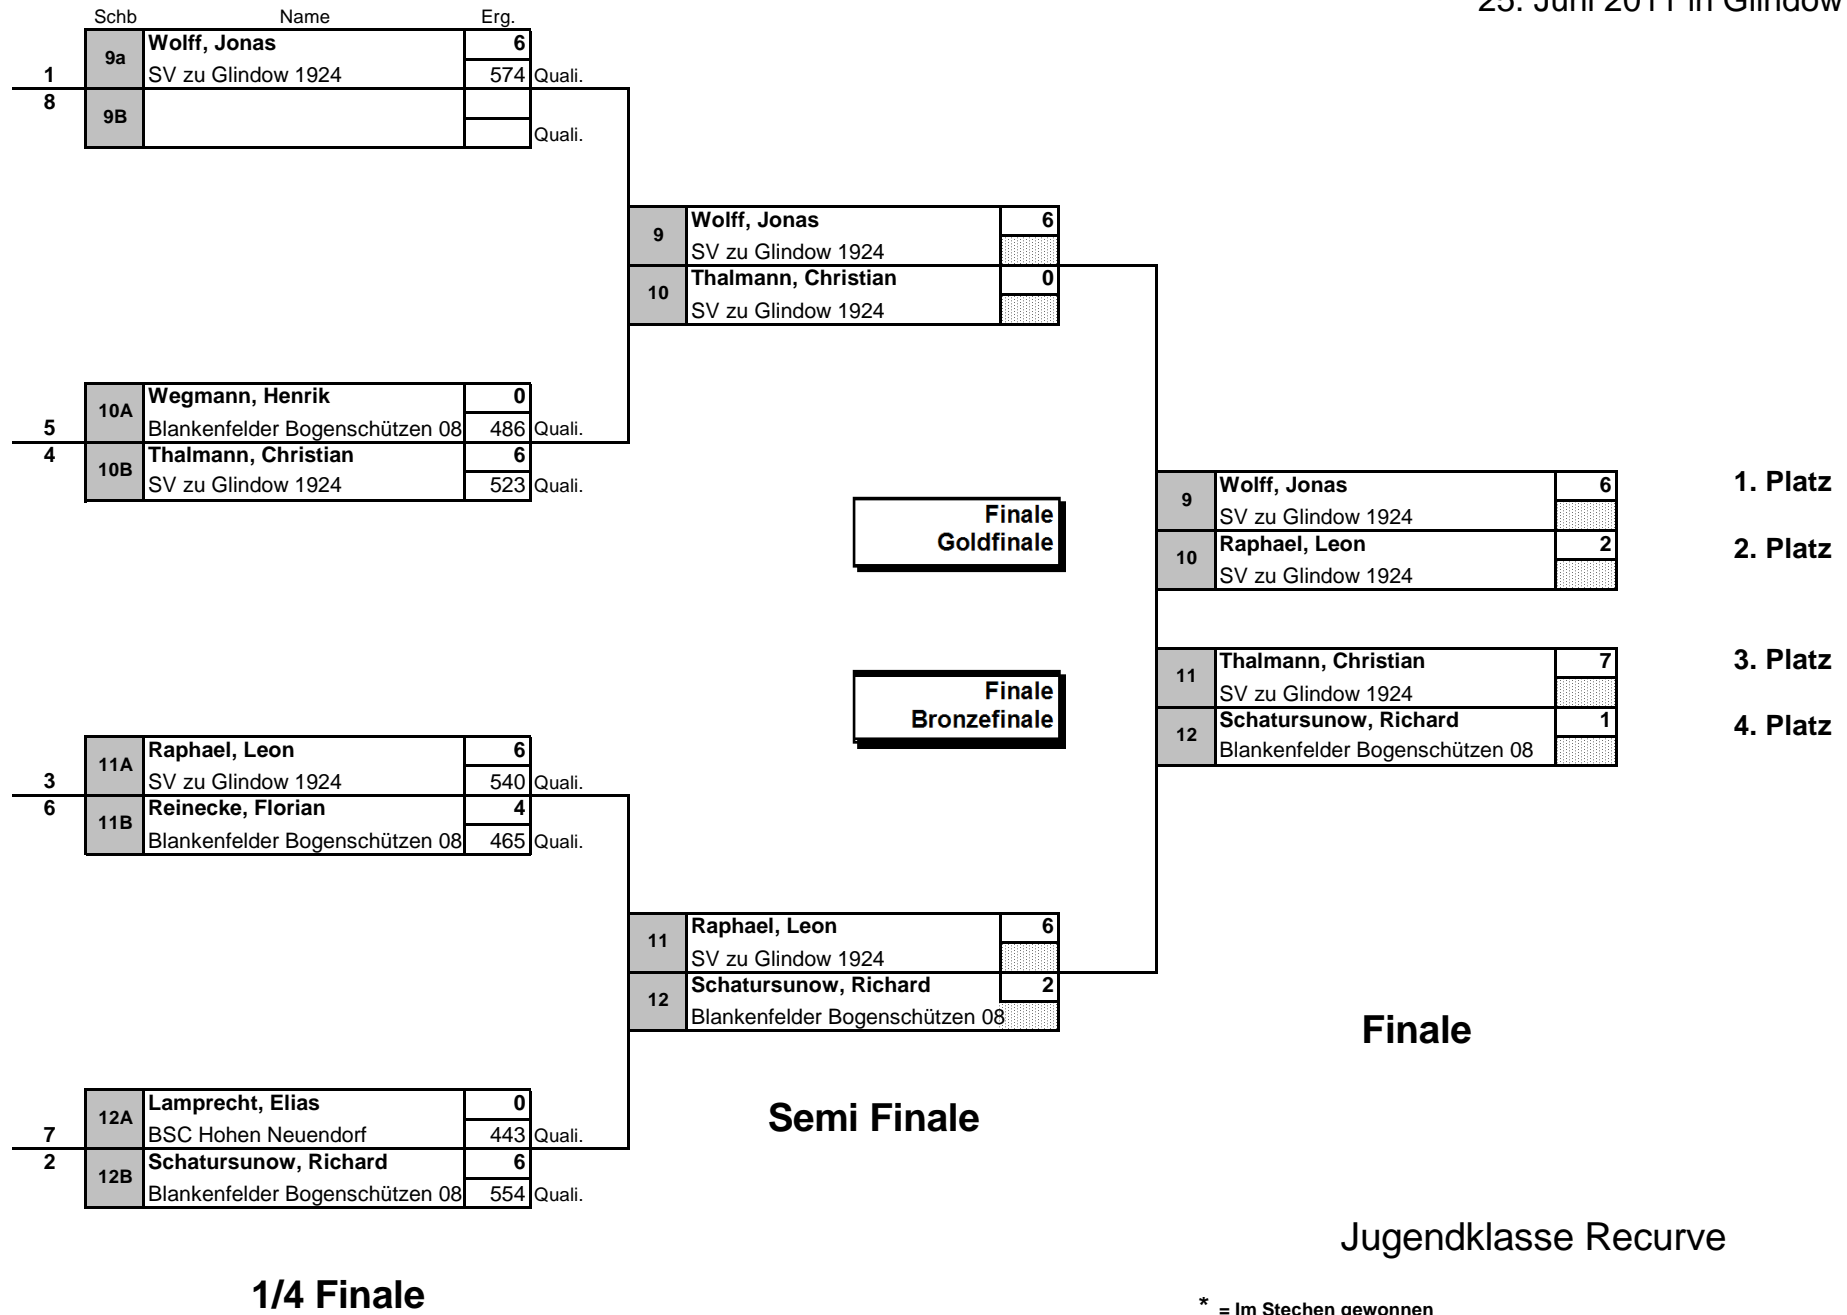 25. Juni 2011 in Glindow
Schb Name Erg.
9a Wolff, Jonas 6
1 SV zu Glindow 1924 574 Quali.
8 9B
Quali.
9 Wolff, Jonas 6
SV zu Glindow 1924
10 Thalmann, Christian 0
SV zu Glindow 1924
10A Wegmann, Henrik 0
5 Blankenfelder Bogenschützen 08 486 Quali.
4 10B Thalmann, Christian 6
SV zu Glindow 1924 523 Quali.
Finale
Goldfinale
9 Wolff, Jonas 6 1. Platz
SV zu Glindow 1924
10 Raphael, Leon 2 2. Platz
SV zu Glindow 1924
Finale
Bronzefinale
11 Thalmann, Christian 7 3. Platz
SV zu Glindow 1924
12 Schatursunow, Richard 1 4. Platz
Blankenfelder Bogenschützen 08
11A Raphael, Leon 6
3 SV zu Glindow 1924 540 Quali.
6 11B Reinecke, Florian 4
Blankenfelder Bogenschützen 08 465 Quali.
11 Raphael, Leon 6
SV zu Glindow 1924
12 Schatursunow, Richard 2
Blankenfelder Bogenschützen 08
Finale
Semi Finale
12A Lamprecht, Elias 0
7 BSC Hohen Neuendorf 443 Quali.
2 12B Schatursunow, Richard 6
Blankenfelder Bogenschützen 08 554 Quali.
Jugendklasse Recurve
1/4 Finale
* = Im Stechen gewonnen